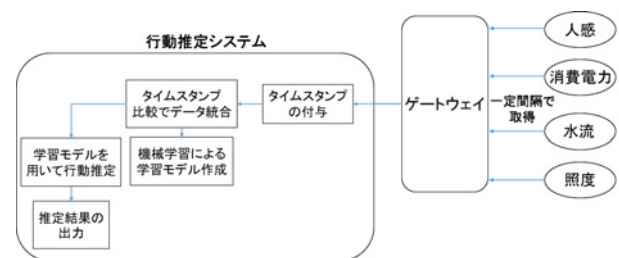 行動推定システム
タイムスタンプ
比較でデータ統合
タイムスタンプ
の付与
学習モデルを
用いて行動推定
機械学習による
学習モデル作成
推定結果の
出力
ゲートウェイ
一定間隔で
取得
人感
消費電力
水流
照度